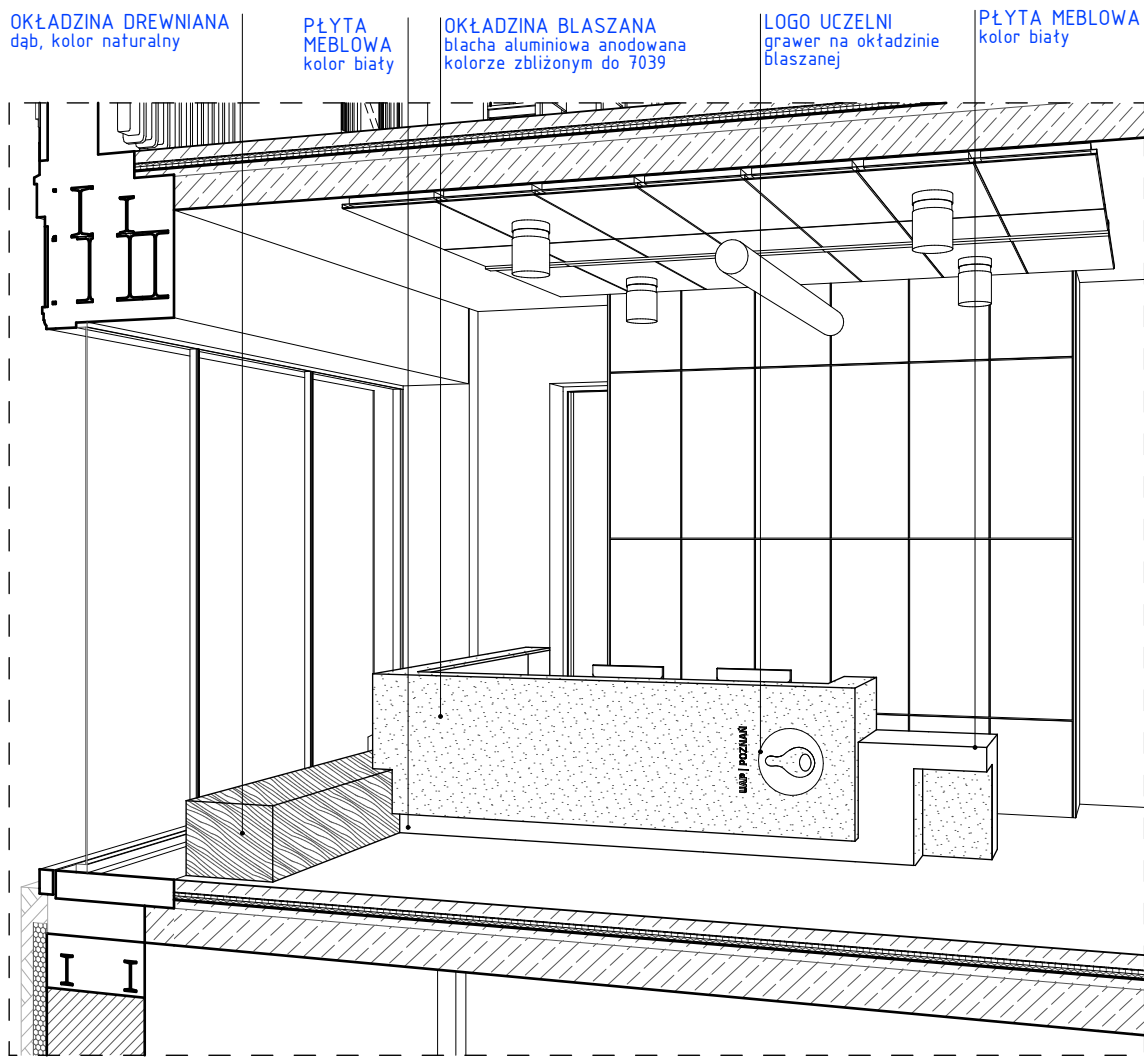 OKŁADZINA DREWNIANA
dąb, kolor naturalny
PŁYTA
MEBLOWA
kolor biały
OKŁADZINA BLASZANA
blacha aluminiowa anodowana
kolorze zbliżonym do 7039
LOGO UCZELNI
grawer na okładzinie
blaszanej
PŁYTA MEBLOWA
kolor biały
UAP | POZNAŃ